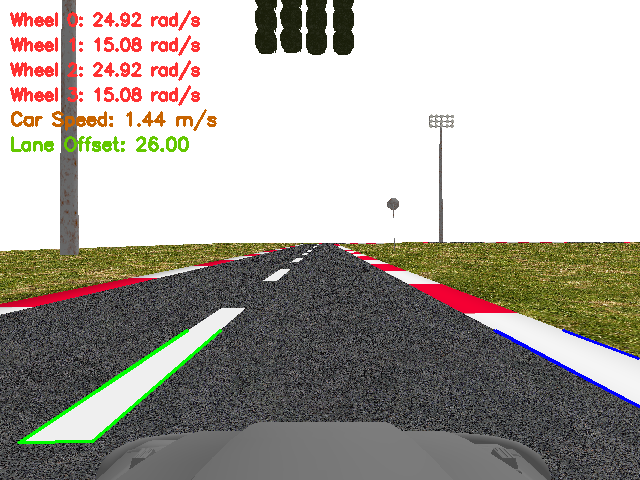 Wheel 0: 24.92 rad/s
Wheel 1: 15.08 rad/s
Wheel 2: 24.92 rad/s
Wheel 3: 15.08 rad/s
Car Speed: 1.44 m/s
Lane Offset: 26.00